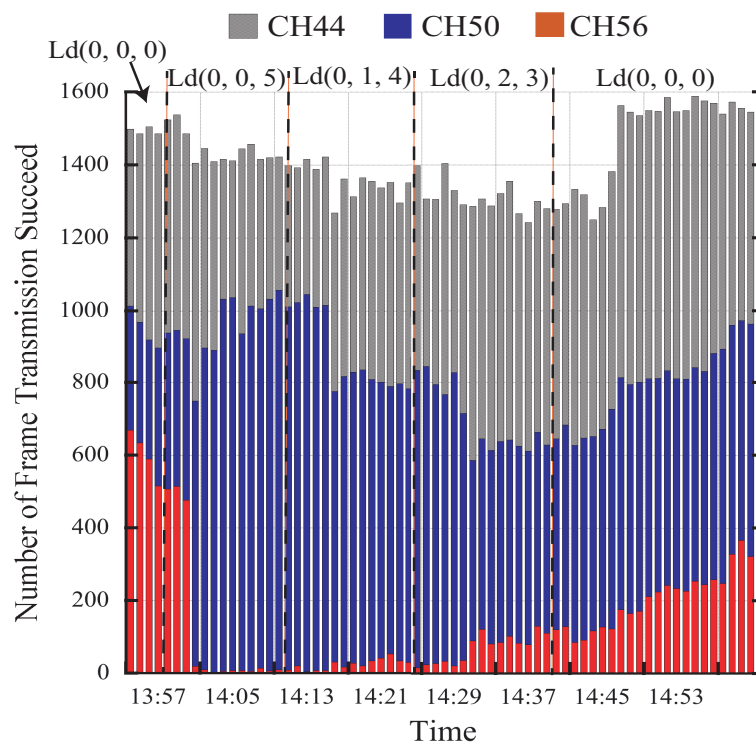 CH44 CH50 CH56
Ld(0, 0, 0)
Ld(0, 0, 5) Ld(0, 1, 4) Ld(0, 2, 3) Ld(0, 0, 0)
Number of Frame Transmission Succeed
1600
1400
1200
1000
800
600
400
200
0
13:57 14:05 14:13 14:21 14:29 14:37 14:45 14:53
Time